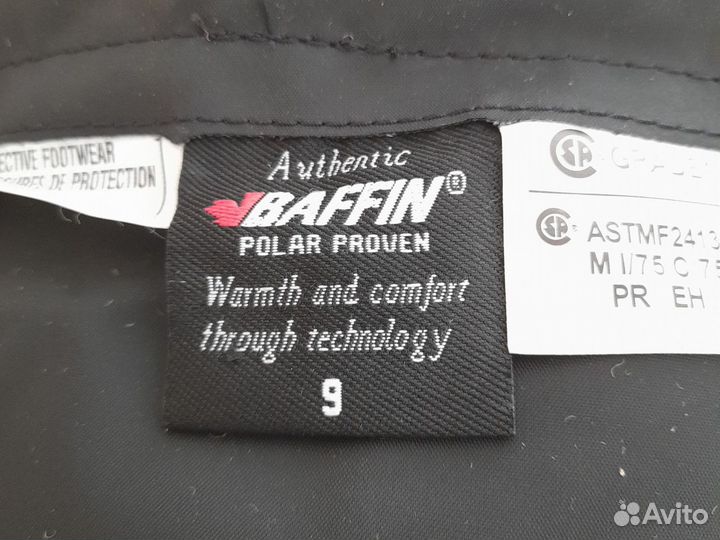 ECTIVE FOOTWEAR
DE PROTECTION
Authentic
BAFFIN®
POLAR PROVEN
Warmth and comfort
through technology
9
ASTMF2413
M I/75 C 75
PR EH
Avito